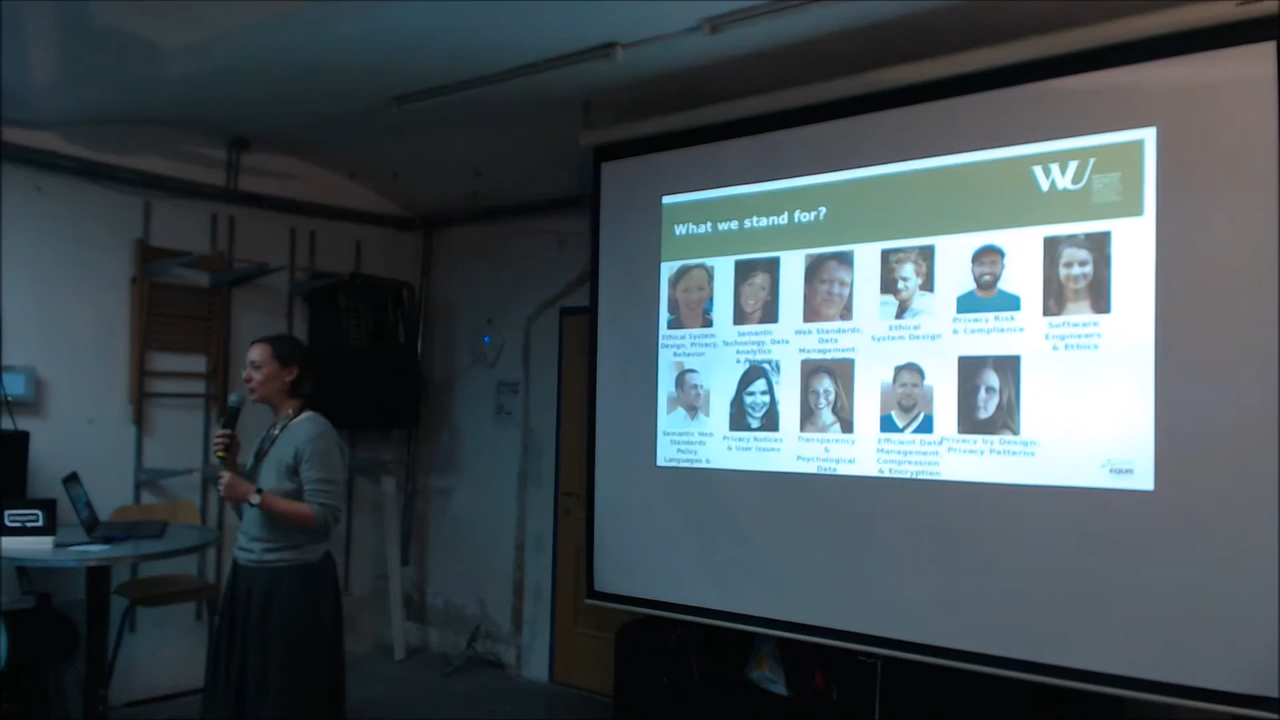 WU
What we stand for?
Ethical System
Design, Privacy,
Behavior
Semantic
Technology, Data
Analytics
Web Standards,
Data
Management
Ethical
System Design
Privacy Risk
& Compliance
Software
Engineers
& Ethics
Semantic Web
Standards
Policy
Languages &
Privacy Notices
& User Issues
Transparency
&
Psychological
Data
Efficient Data
Management,
Compression
& Encryption
Privacy by Design,
Privacy Patterns
equis